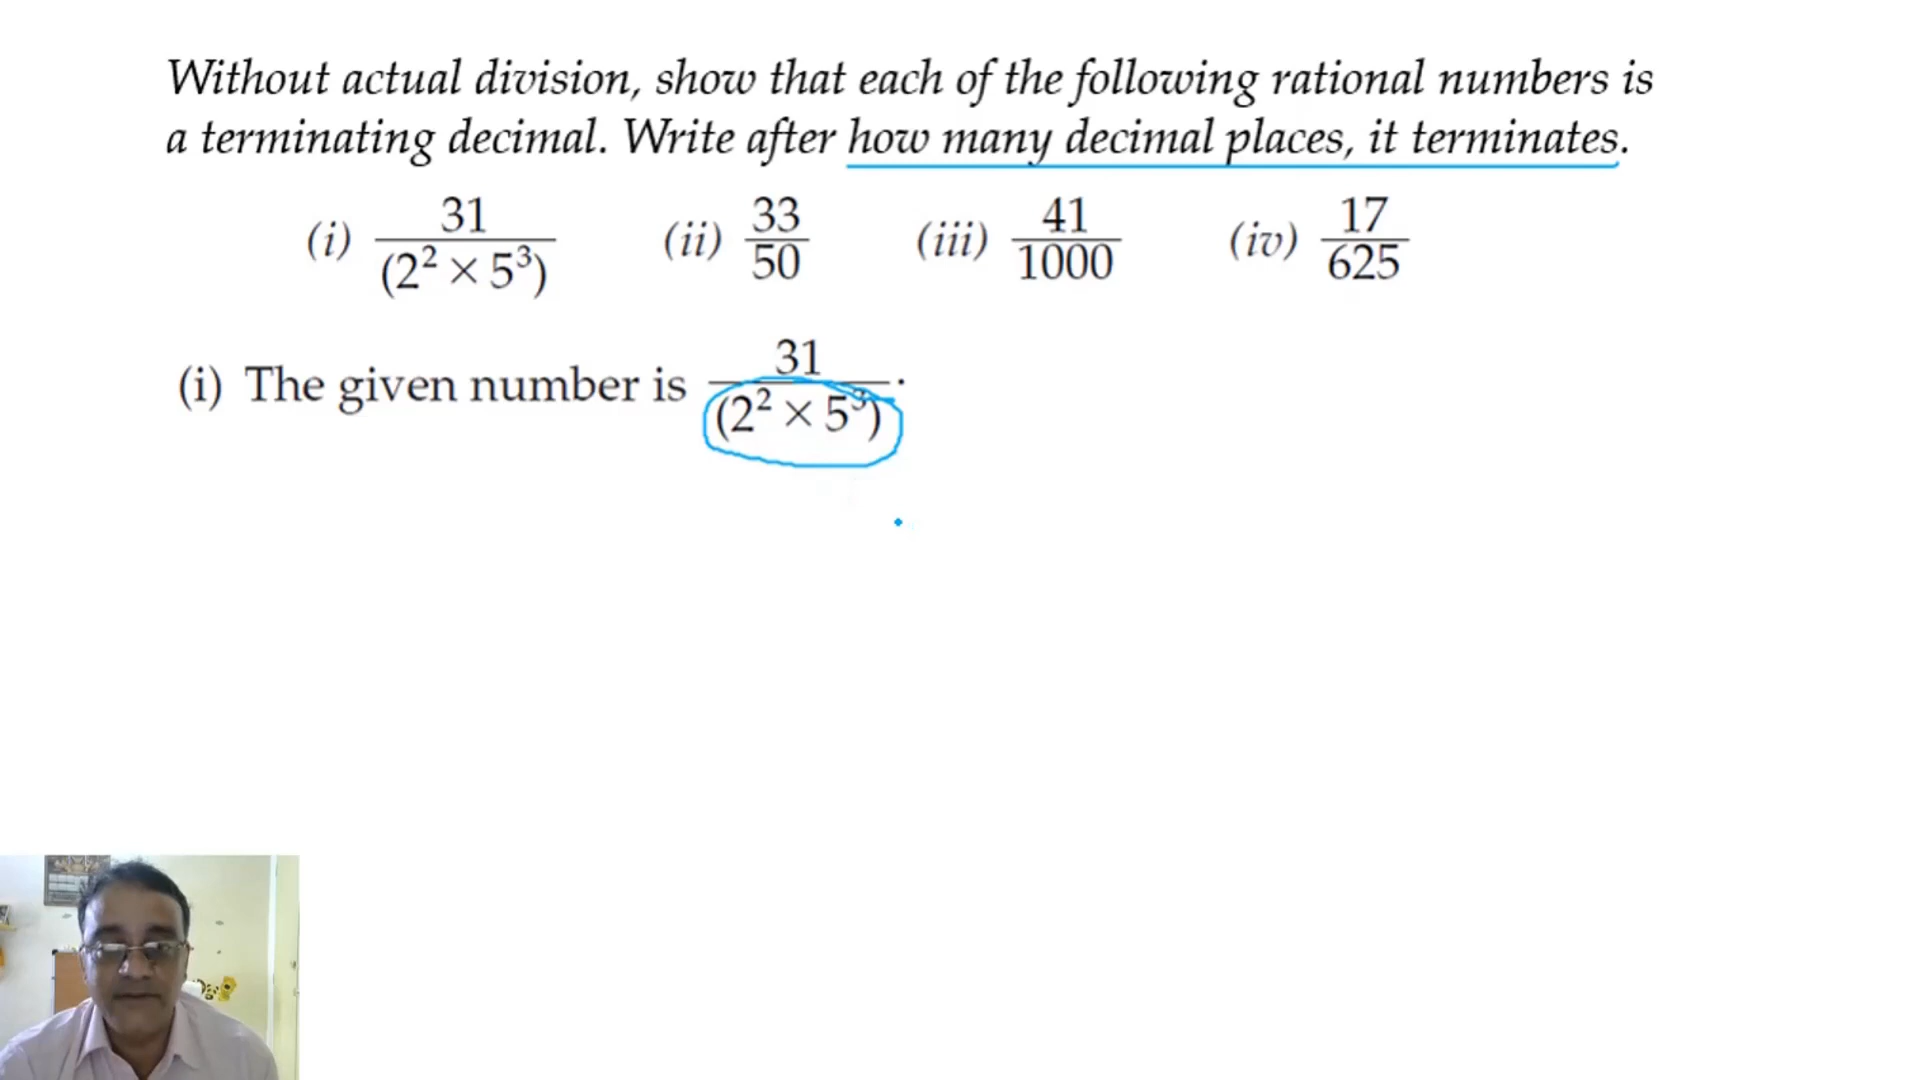 Without actual division, show that each of the following rational numbers is
a terminating decimal. Write after how many decimal places, it terminates.
(i) 31/(2² × 5³) (ii) 33/50 (iii) 41/1000 (iv) 17/625
(i) The given number is 31/(2² × 5³).